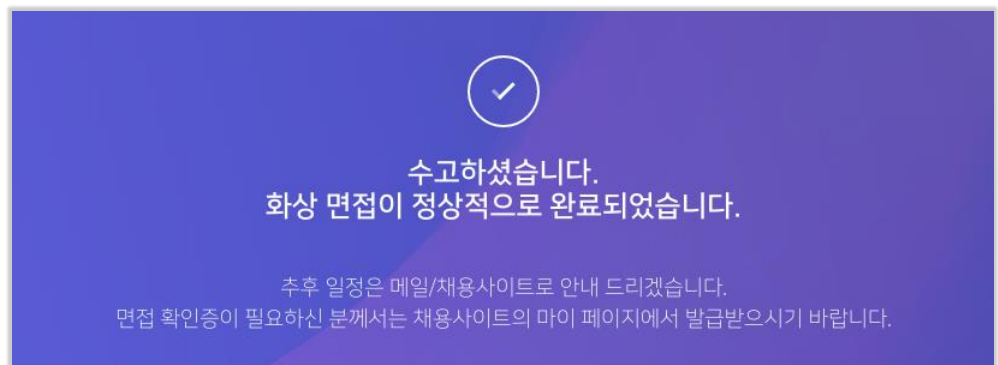 수고하셨습니다.
화상 면접이 정상적으로 완료되었습니다.
추후 일정은 메일/채용사이트로 안내 드리겠습니다.
면접 확인증이 필요하신 분께서는 채용사이트의 마이 페이지에서 발급받으시기 바랍니다.